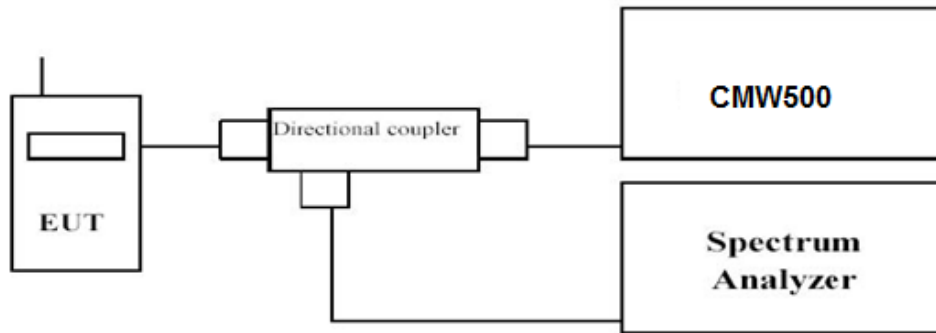 CMW500
Directional coupler
EUT
Spectrum
Analyzer